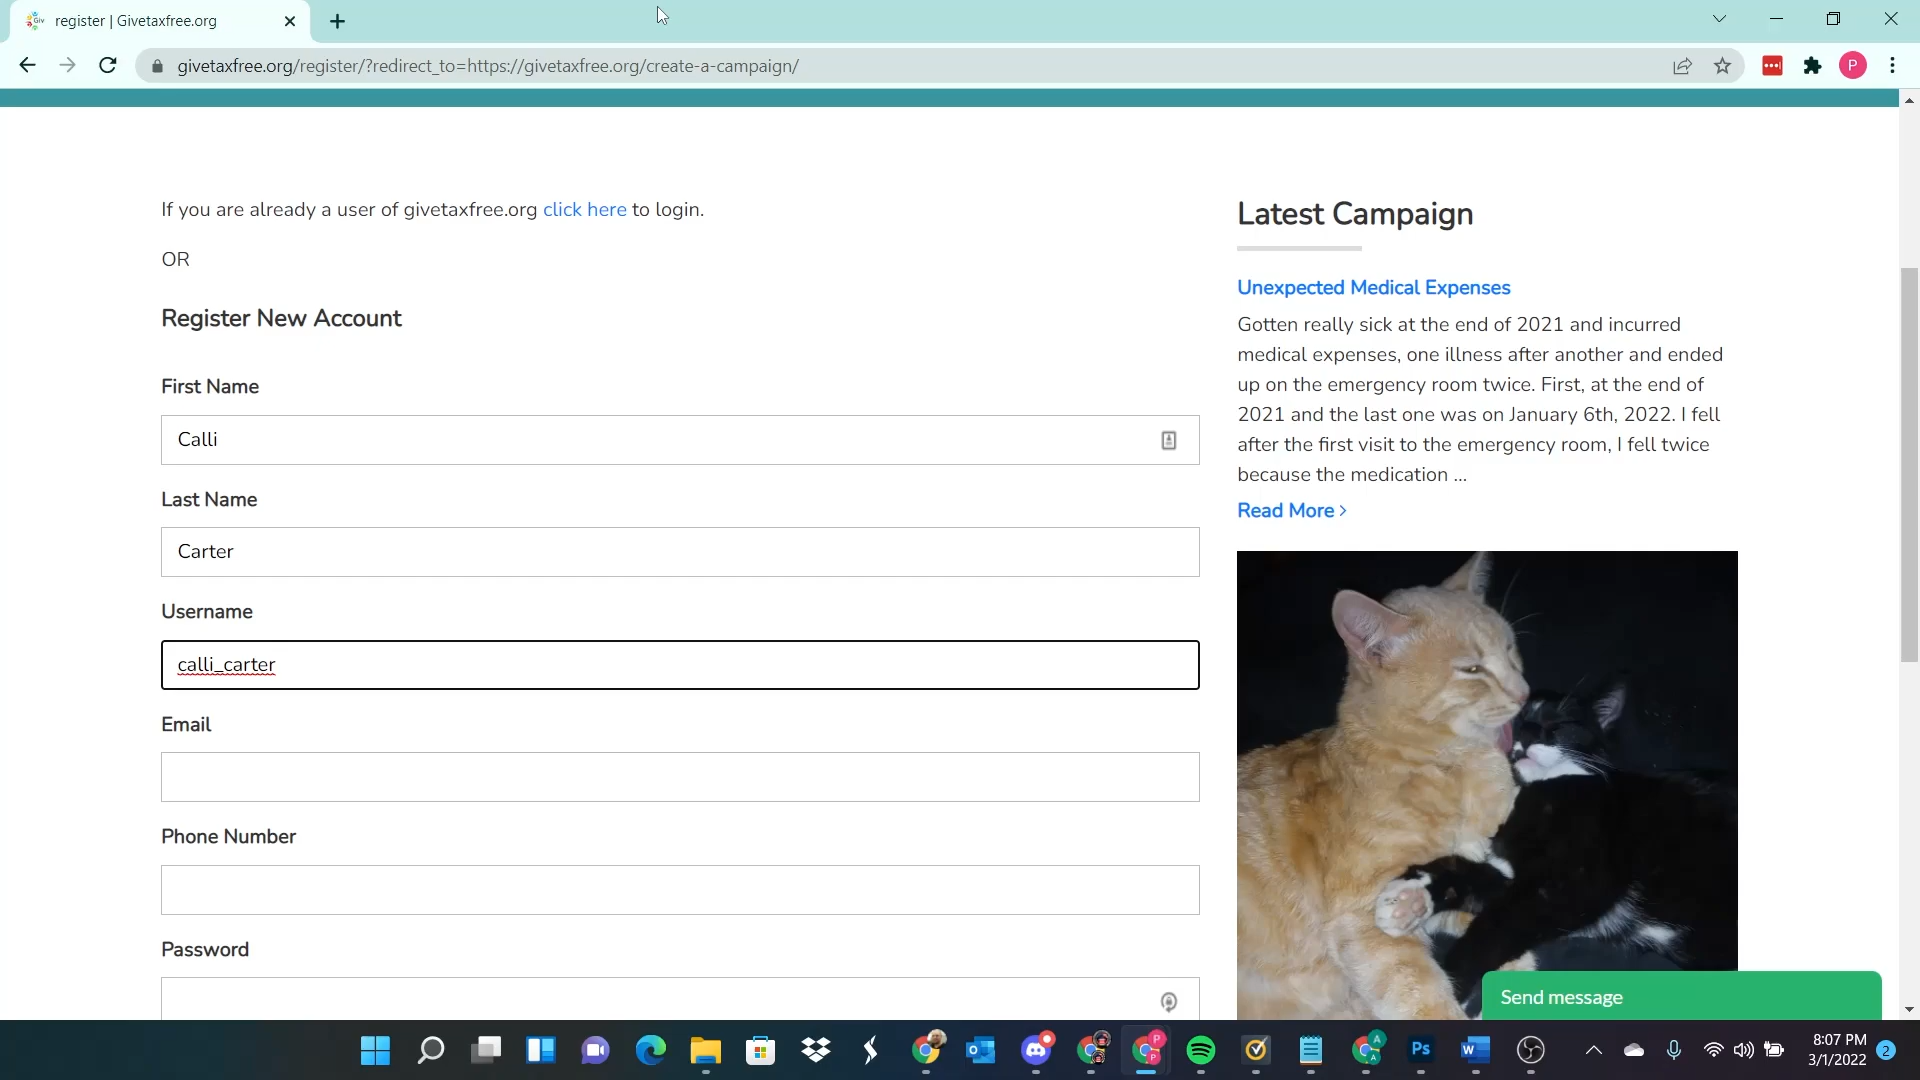 register | Givetaxfree.org
givetaxfree.org/register/?redirect_to=https://givetaxfree.org/create-a-campaign/
P
If you are already a user of givetaxfree.org click here to login.
OR
Register New Account
First Name
Calli
Last Name
Carter
Username
calli_carter
Email
Phone Number
Password
Latest Campaign
Unexpected Medical Expenses
Gotten really sick at the end of 2021 and incurred
medical expenses, one illness after another and ended
up on the emergency room twice. First, at the end of
2021 and the last one was on January 6th, 2022. I fell
after the first visit to the emergency room, I fell twice
because the medication ...
Read More >
Send message
8:07 PM
3/1/2022
2